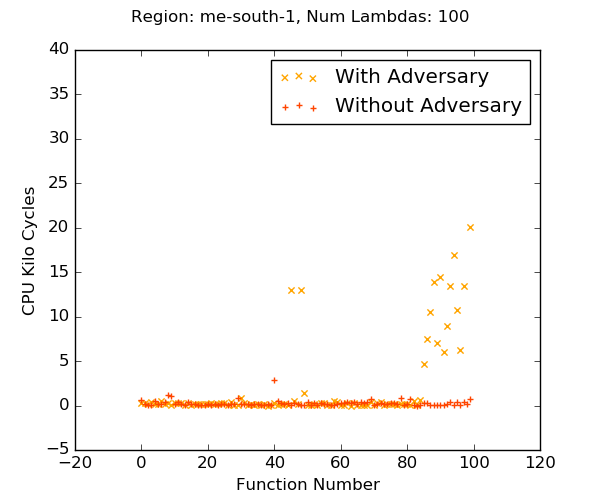 Region: me-south-1, Num Lambdas: 100
40
35
30
25
20
15
10
5
0
−5
CPU Kilo Cycles
With Adversary
Without Adversary
−20 0 20 40 60 80 100 120
Function Number